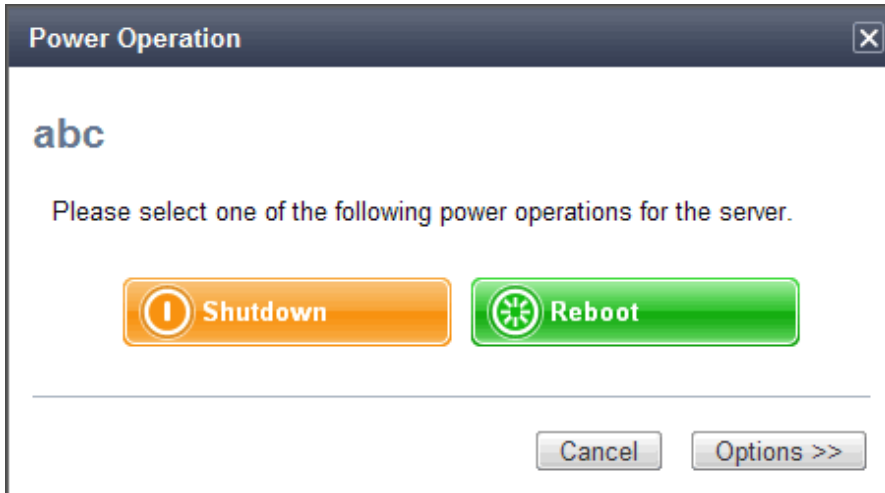 Power Operation
abc
Please select one of the following power operations for the server.
Shutdown Reboot
Cancel Options >>